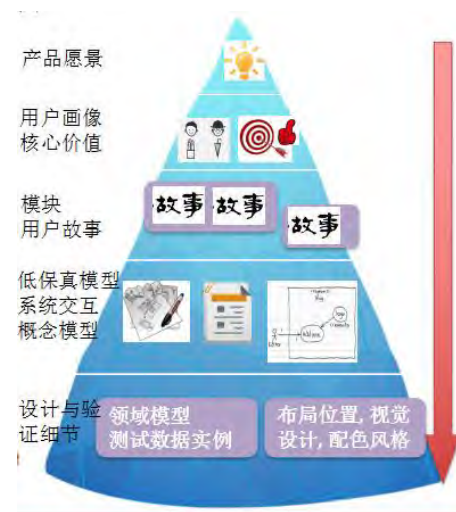 产品愿景
用户画像
核心价值
模块
用户故事
故事 故事
故事
低保真模型
系统交互
概念模型
设计与验
证细节
领域模型
测试数据实例
布局位置, 视觉
设计, 配色风格